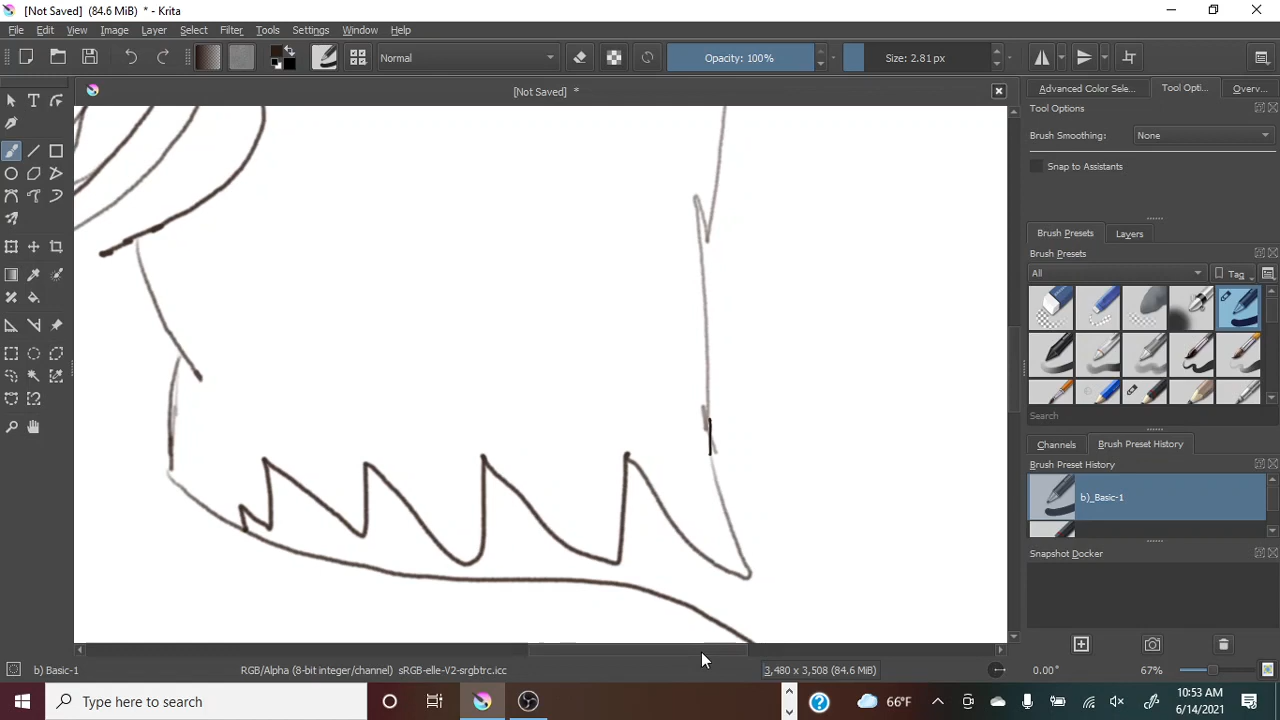 [Not Saved] (84.6 MiB) * - Krita
File Edit View Image Layer Filter Tools Settings Window Help
Normal
Opacity: 100%
Size: 2.81 px
[Not Saved] *
Advanced Color Sele...
Tool Opti...
Overv...
Tool Options
Brush Smoothing: None
Snap to Assistants
Brush Presets
Layers
Brush Presets
All
Tag
Search
Channels
Brush Preset History
Brush Preset History
b)_Basic-1
Snapshot Docker
b) Basic-1
RGB/Alpha (8-bit integer/channel) sRGB-elle-V2-srgbtrc.icc
3,480 x 3,508 (84.6 MiB)
0.00°
67%
Type here to search
66°F
10:53 AM
6/14/2021